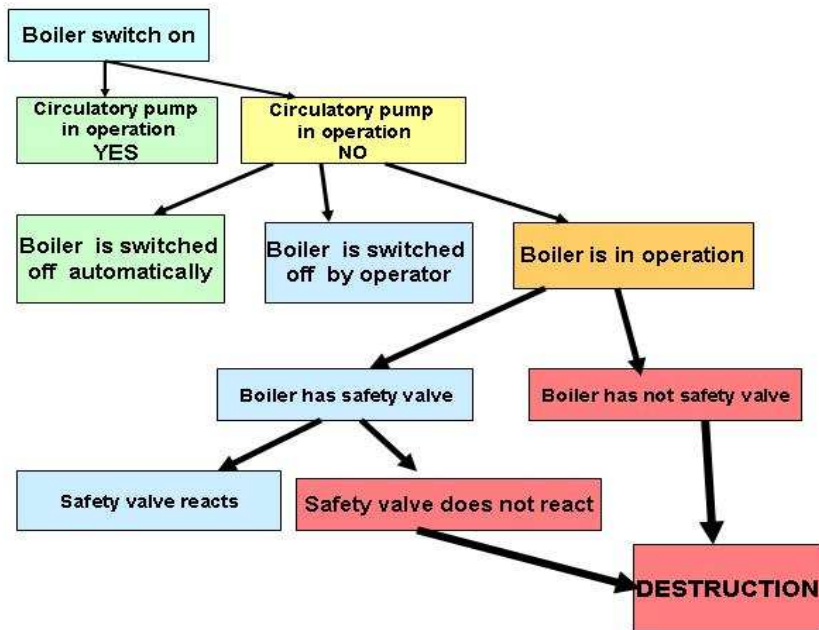 Boiler switch on
Circulatory pump
in operation
YES
Circulatory pump
in operation
NO
Boiler is switched
off automatically
Boiler is switched
off by operator
Boiler is in operation
Boiler has safety valve
Boiler has not safety valve
Safety valve reacts
Safety valve does not react
DESTRUCTION